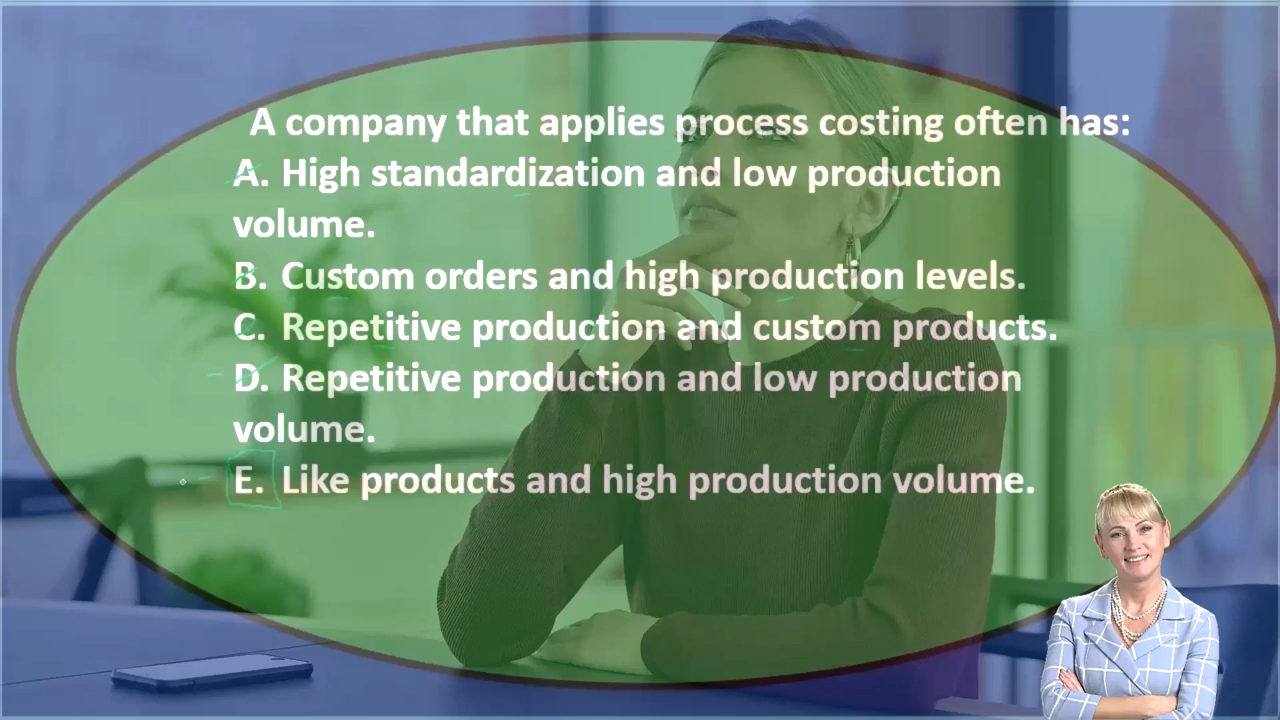 A company that applies process costing often has:
A. High standardization and low production
volume.
B. Custom orders and high production levels.
C. Repetitive production and custom products.
D. Repetitive production and low production
volume.
E. Like products and high production volume.